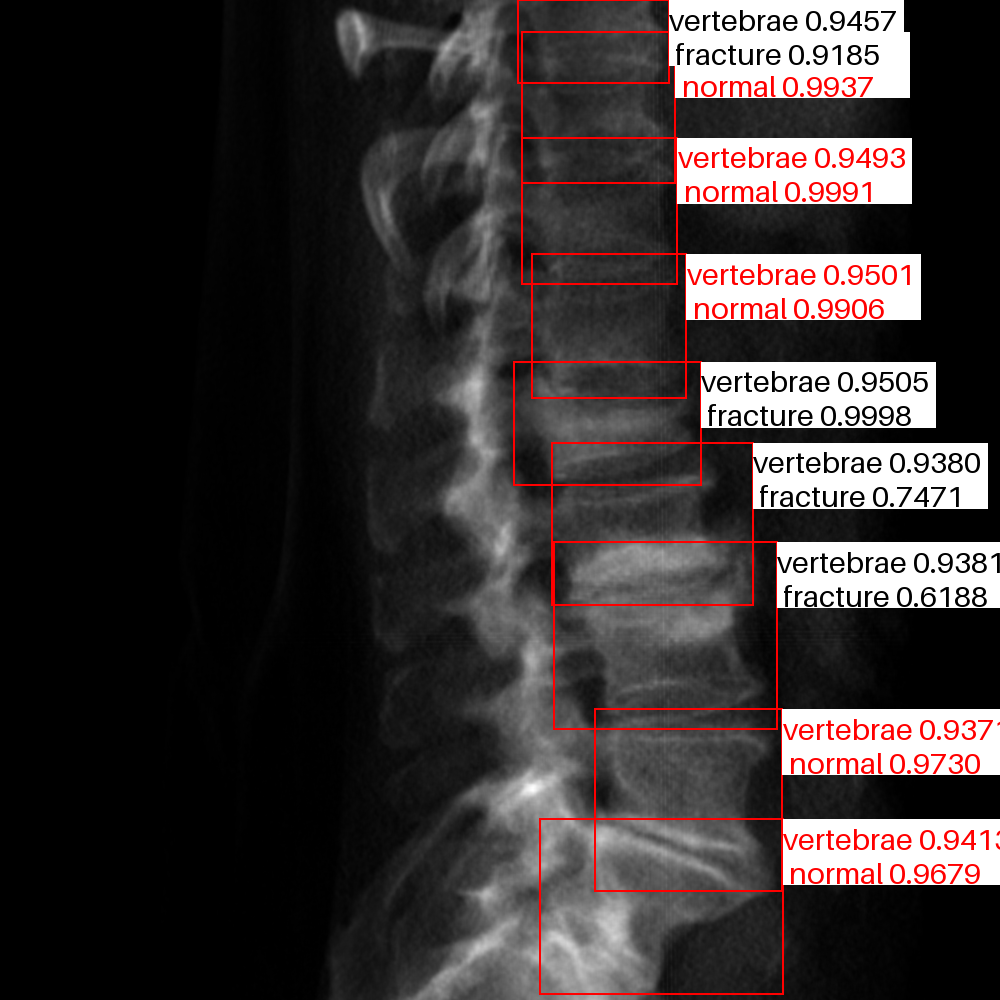 vertebrae 0.9457
fracture 0.9185
normal 0.9937
vertebrae 0.9493
normal 0.9991
vertebrae 0.9501
normal 0.9906
vertebrae 0.9505
fracture 0.9998
vertebrae 0.9380
fracture 0.7471
vertebrae 0.9381
fracture 0.6188
vertebrae 0.9371
normal 0.9730
vertebrae 0.9413
normal 0.9679